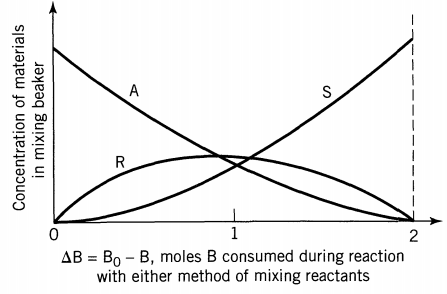 Concentration of materials
in mixing beaker
A
S
R
0
1
2
ΔB = B₀ – B, moles B consumed during reaction
with either method of mixing reactants